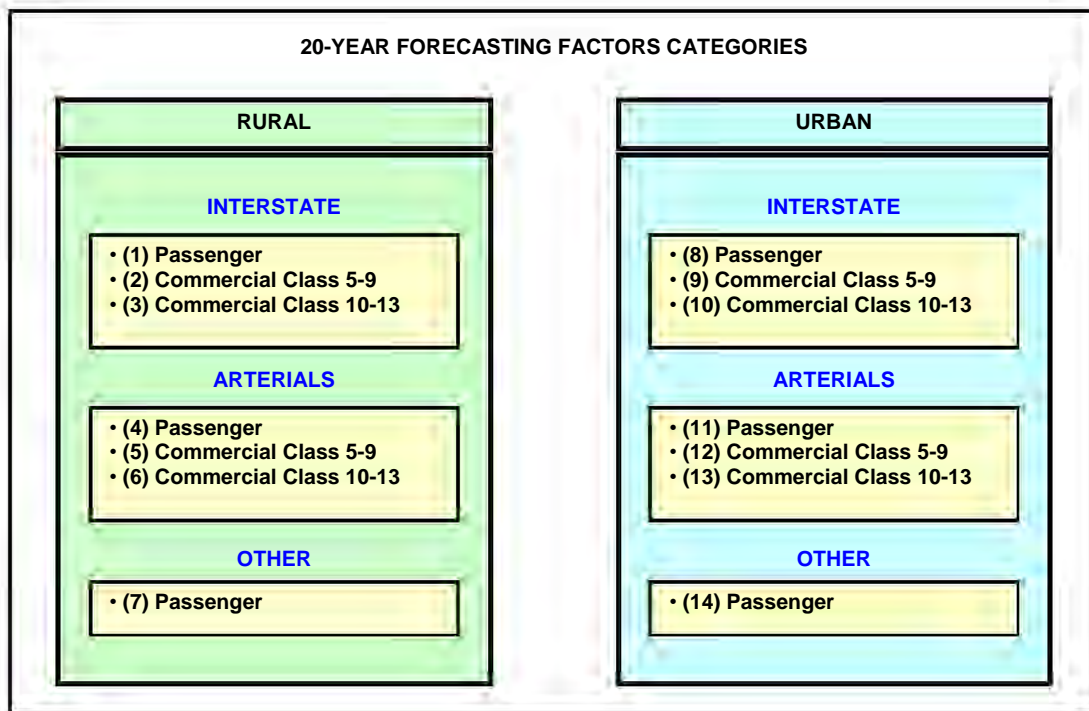 20-YEAR FORECASTING FACTORS CATEGORIES
RURAL
INTERSTATE
• (1) Passenger
• (2) Commercial Class 5-9
• (3) Commercial Class 10-13
ARTERIALS
• (4) Passenger
• (5) Commercial Class 5-9
• (6) Commercial Class 10-13
OTHER
• (7) Passenger
URBAN
INTERSTATE
• (8) Passenger
• (9) Commercial Class 5-9
• (10) Commercial Class 10-13
ARTERIALS
• (11) Passenger
• (12) Commercial Class 5-9
• (13) Commercial Class 10-13
OTHER
• (14) Passenger